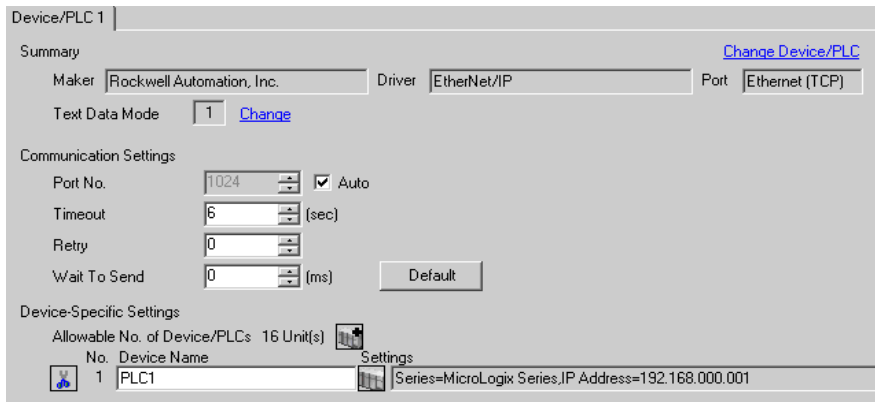 Device/PLC 1
Summary
Change Device/PLC
Maker Rockwell Automation, Inc. Driver EtherNet/IP Port Ethernet (TCP)
Text Data Mode 1 Change
Communication Settings
Port No. 1024 Auto
Timeout 6 (sec)
Retry 0
Wait To Send 0 (ms) Default
Device-Specific Settings
Allowable No. of Device/PLCs 16 Unit(s)
No. Device Name Settings
1 PLC1 Series=MicroLogix Series,IP Address=192.168.000.001